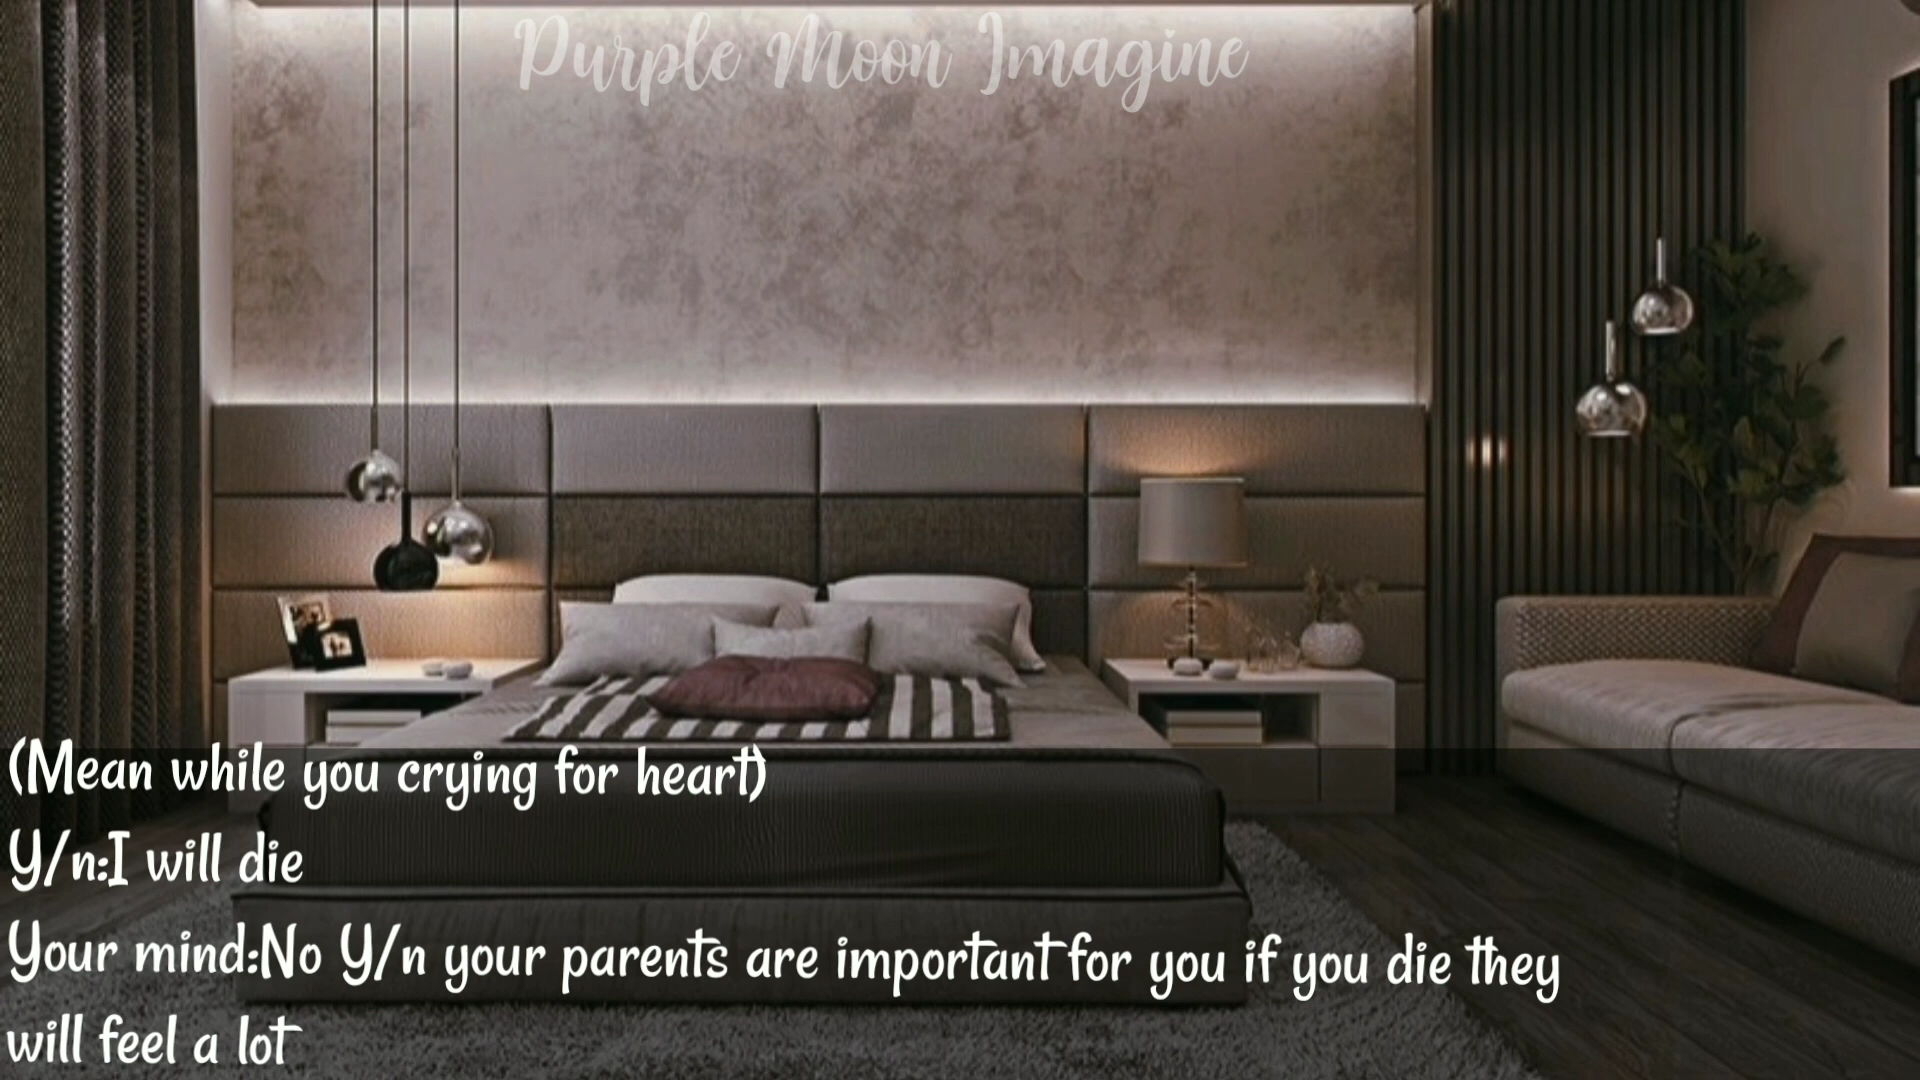 Purple Moon Imagine
(Mean while you crying for heart)
Y/n:I will die
Your mind:No Y/n your parents are important for you if you die they
will feel a lot